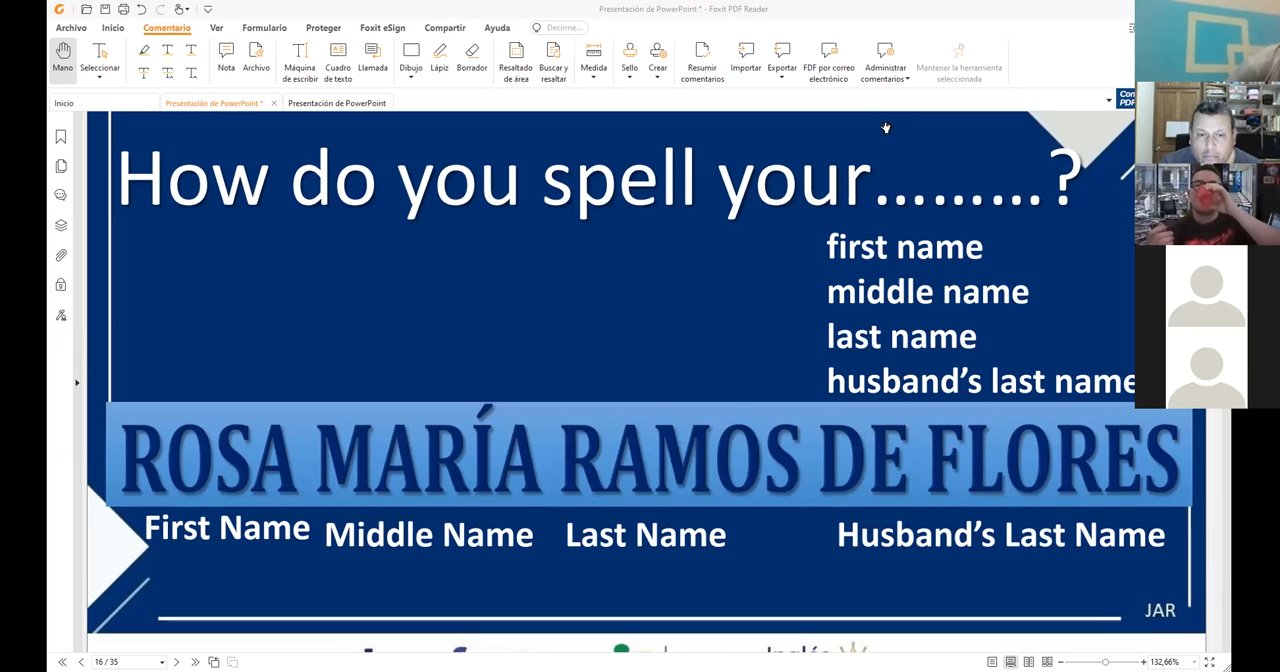 Presentación de PowerPoint * - Foxit PDF Reader
Archivo Inicio Comentario Ver Formulario Proteger Foxit eSign Compartir Ayuda Decirme...
Mano
Seleccionar
Nota
Archivo
Máquina de escribir
Cuadro de texto
Llamada
Dibujo
Lápiz
Borrador
Resaltado de área
Buscar y resaltar
Medida
Sello
Crear
Resumir comentarios
Importar
Exportar
PDF por correo electrónico
Administrar comentarios
Mantener la herramienta seleccionada
Inicio Presentación de PowerPoint * Presentación de PowerPoint
PDF
How do you spell your.........?
first name
middle name
last name
husband's last name
ROSA MARÍA RAMOS DE FLORES
First Name Middle Name Last Name Husband's Last Name
JAR
Inglés
16 / 35
132,66%